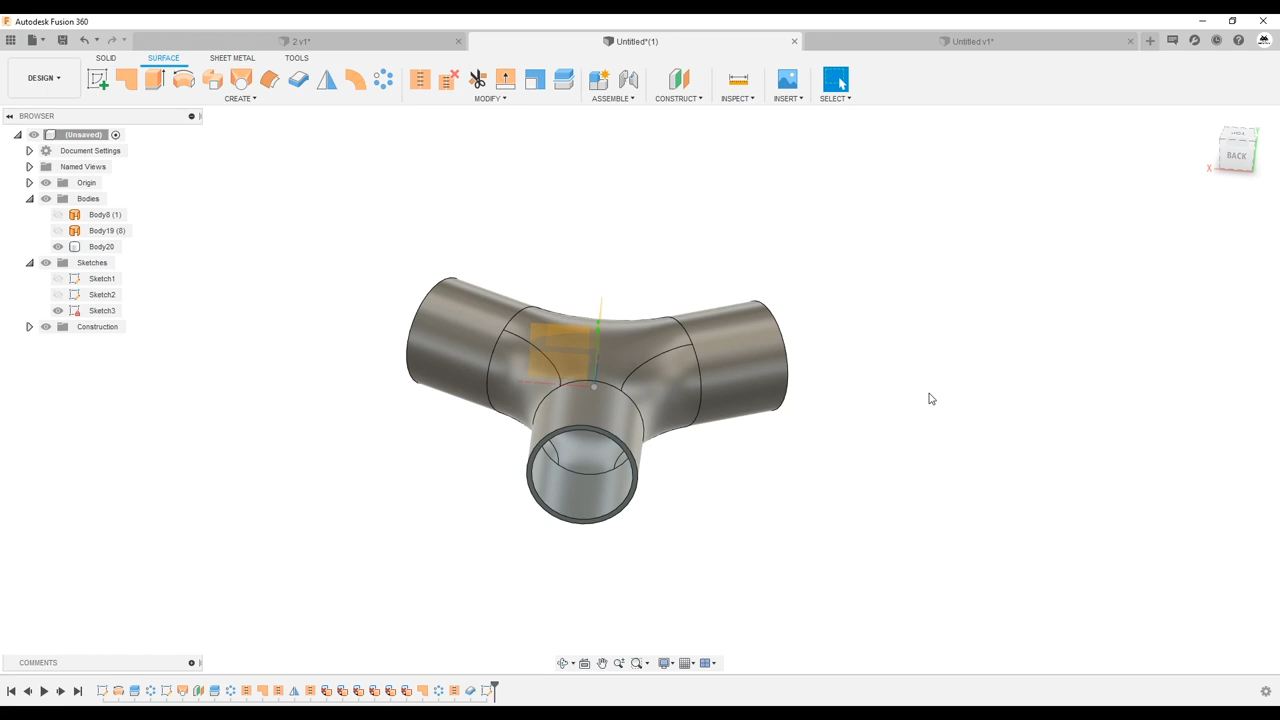 Autodesk Fusion 360
2 v1*
Untitled*(1)
Untitled v1*
SOLID
SURFACE
SHEET METAL
TOOLS
DESIGN
CREATE
MODIFY
ASSEMBLE
CONSTRUCT
INSPECT
INSERT
SELECT
BROWSER
(Unsaved)
Document Settings
Named Views
Origin
Bodies
Body8 (1)
Body19 (8)
Body20
Sketches
Sketch1
Sketch2
Sketch3
Construction
TOP
BACK
X
COMMENTS